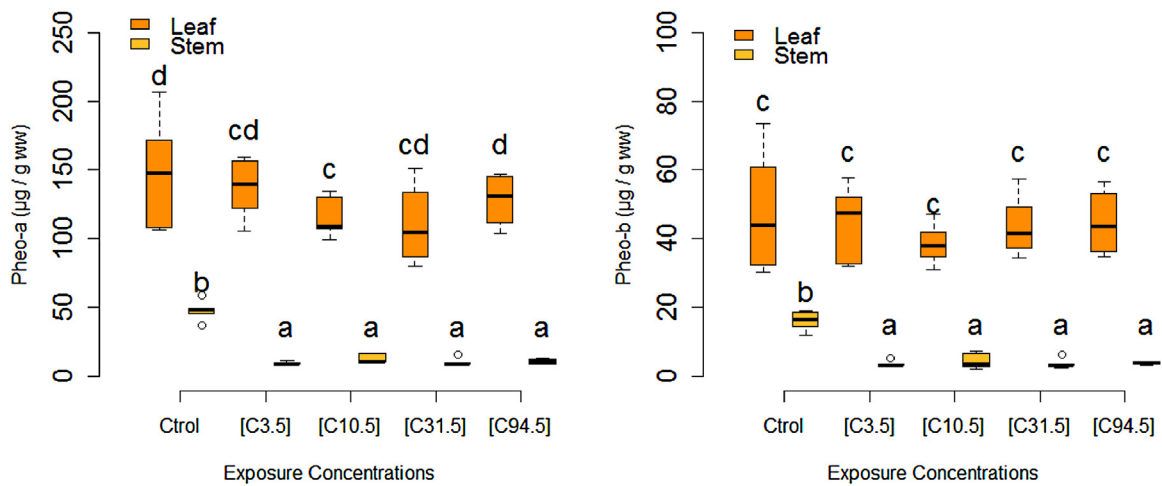 Leaf
Stem
Pheo-a (µg / g ww)
250
200
150
100
50
0
d
cd
c
cd
d
b
a
a
a
a
Ctrol [C3.5] [C10.5] [C31.5] [C94.5]
Exposure Concentrations
Leaf
Stem
Pheo-b (µg / g ww)
100
80
60
40
20
0
c
c
c
c
c
b
a
a
a
a
Ctrol [C3.5] [C10.5] [C31.5] [C94.5]
Exposure Concentrations